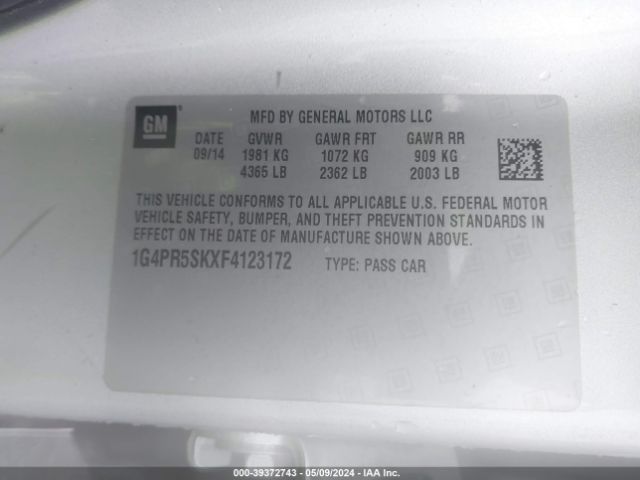 GM
MFD BY GENERAL MOTORS LLC
DATE GVWR GAWR FRT GAWR RR
09/14 1981 KG 1072 KG 909 KG
4365 LB 2362 LB 2003 LB
THIS VEHICLE CONFORMS TO ALL APPLICABLE U.S. FEDERAL MOTOR
VEHICLE SAFETY, BUMPER, AND THEFT PREVENTION STANDARDS IN
EFFECT ON THE DATE OF MANUFACTURE SHOWN ABOVE.
1G4PR5SKXF4123172 TYPE: PASS CAR
000-39372743 - 05/09/2024 - IAA Inc.